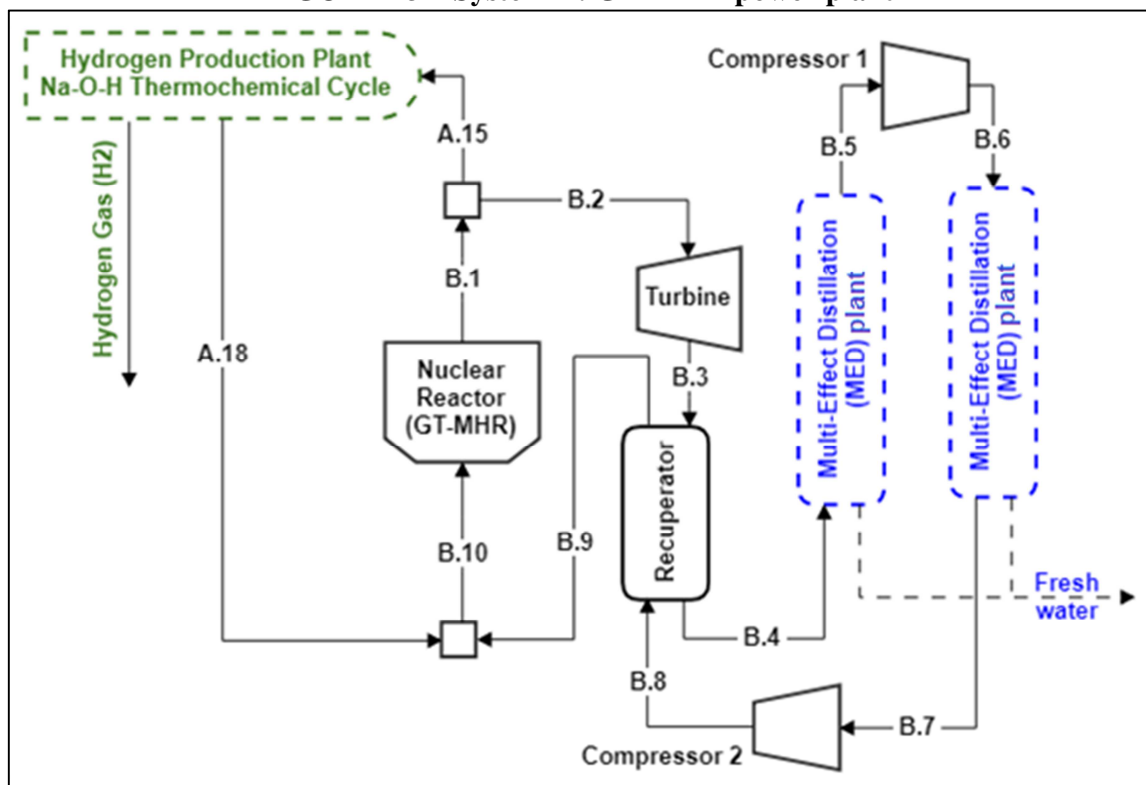 Hydrogen Production Plant
Na-O-H Thermochemical Cycle
Compressor 1
A.15
B.5
B.6
Hydrogen Gas (H2)
B.2
B.1
Turbine
Multi-Effect Distillation
(MED) plant
Multi-Effect Distillation
(MED) plant
A.18
Nuclear
Reactor
(GT-MHR)
B.3
Recuperator
B.10
B.9
Fresh
water
B.4
B.8
B.7
Compressor 2